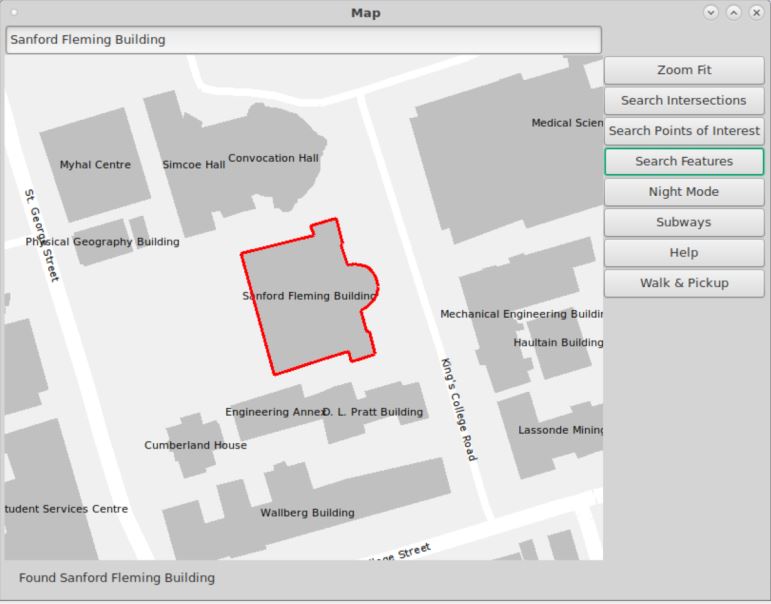 Map
Sanford Fleming Building
Zoom Fit
Search Intersections
Search Points of Interest
Search Features
Night Mode
Subways
Help
Walk & Pickup
Medical Scien
Myhal Centre
Simcoe Hall
Convocation Hall
St. George Street
Physical Geography Building
Sanford Fleming Building
Mechanical Engineering Buildin
Haultain Building
King's College Road
Engineering Annex
D. L. Pratt Building
Lassonde Mining
Cumberland House
tudent Services Centre
Wallberg Building
Street
Found Sanford Fleming Building